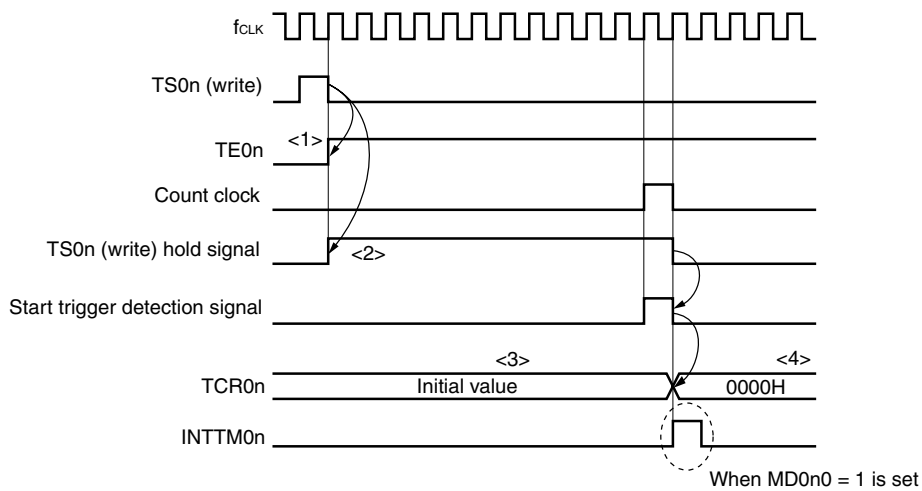 fCLK
TS0n (write)
<1>
TE0n
Count clock
TS0n (write) hold signal
<2>
Start trigger detection signal
<3>
<4>
TCR0n
Initial value
0000H
INTTM0n
When MD0n0 = 1 is set